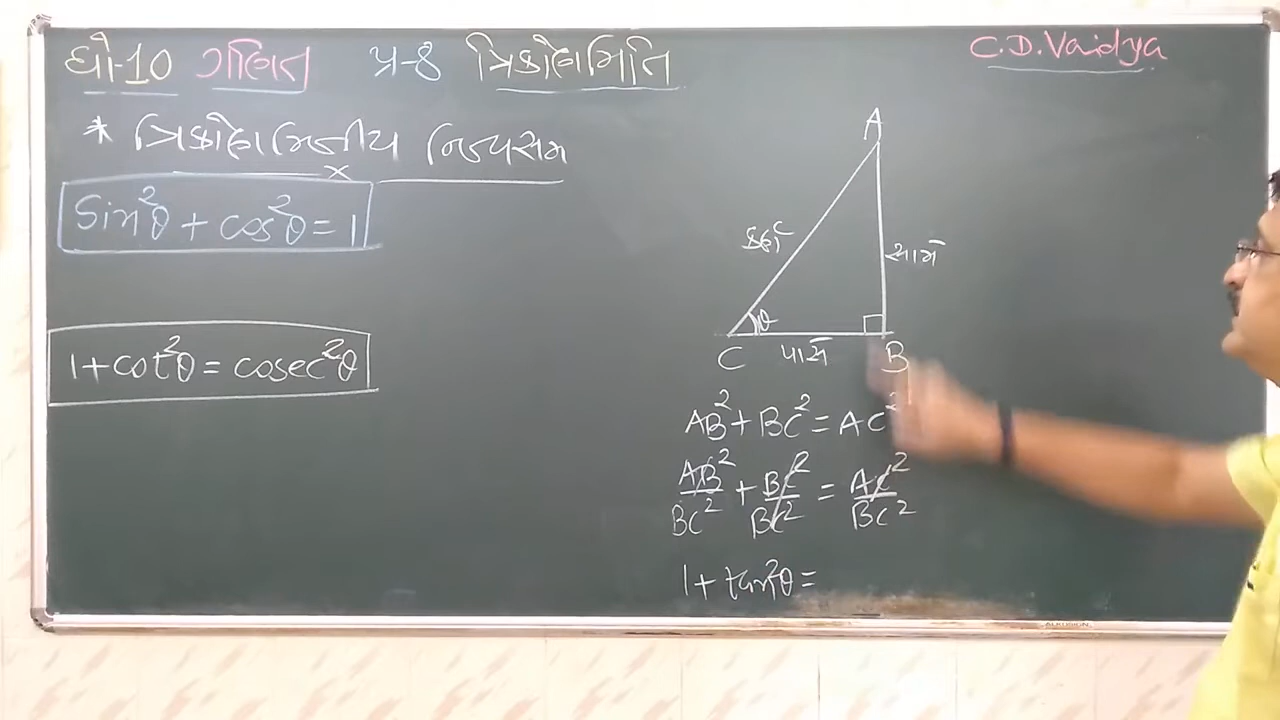 ધો-10 ગણિત પ્ર-8 ત્રિકોણમિતિ
C.D.Vaidya
* ત્રિકોણમિતીય નિત્યસમ
Sin²θ + cos²θ = 1
1+cot²θ = cosec²θ
A
કર્ણ
સામે
θ
C
પાસે
B
AB² + BC² = AC²
AB²/BC² + BC²/BC² = AC²/BC²
1+ tan²θ =